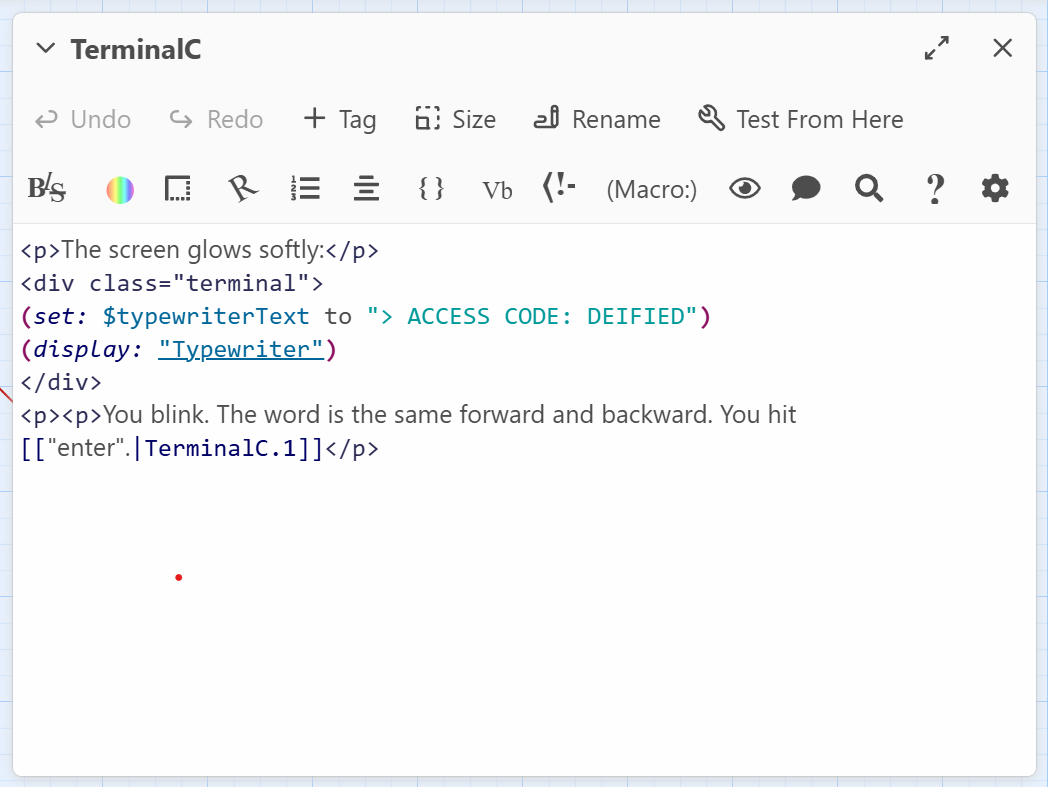 TerminalC
Undo Redo Tag Size Rename Test From Here
BIS { } Vb (!- (Macro:) ?
<p>The screen glows softly:</p>
<div class="terminal">
(set: $typewriterText to "> ACCESS CODE: DEIFIED")
(display: "Typewriter")
</div>
<p><p>You blink. The word is the same forward and backward. You hit
[["enter".|TerminalC.1]]</p>